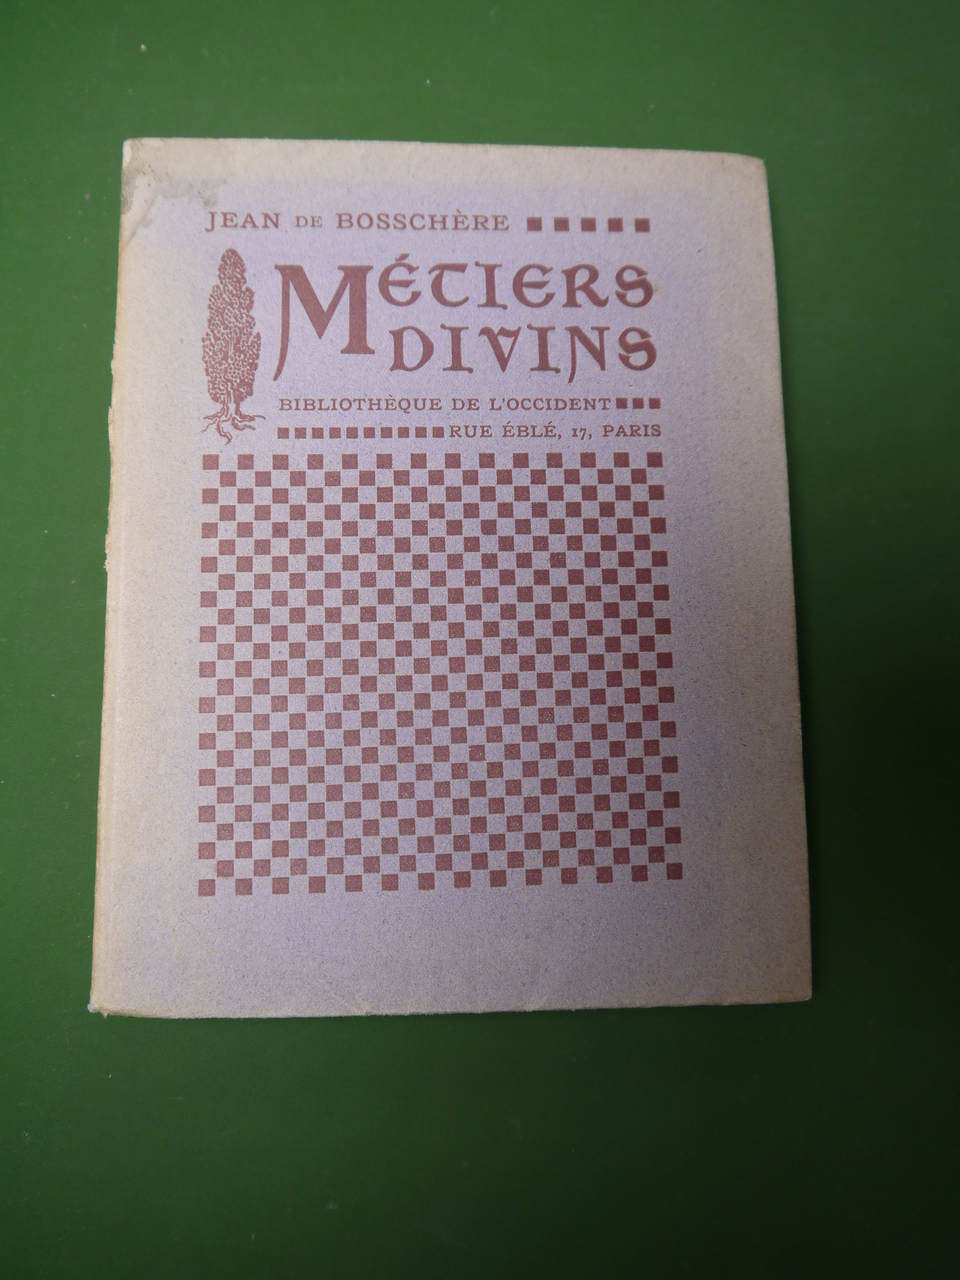 JEAN DE BOSSCHÈRE
MÉTIERS
DIVINS
BIBLIOTHÈQUE DE L'OCCIDENT
RUE ÉBLÉ, 17, PARIS